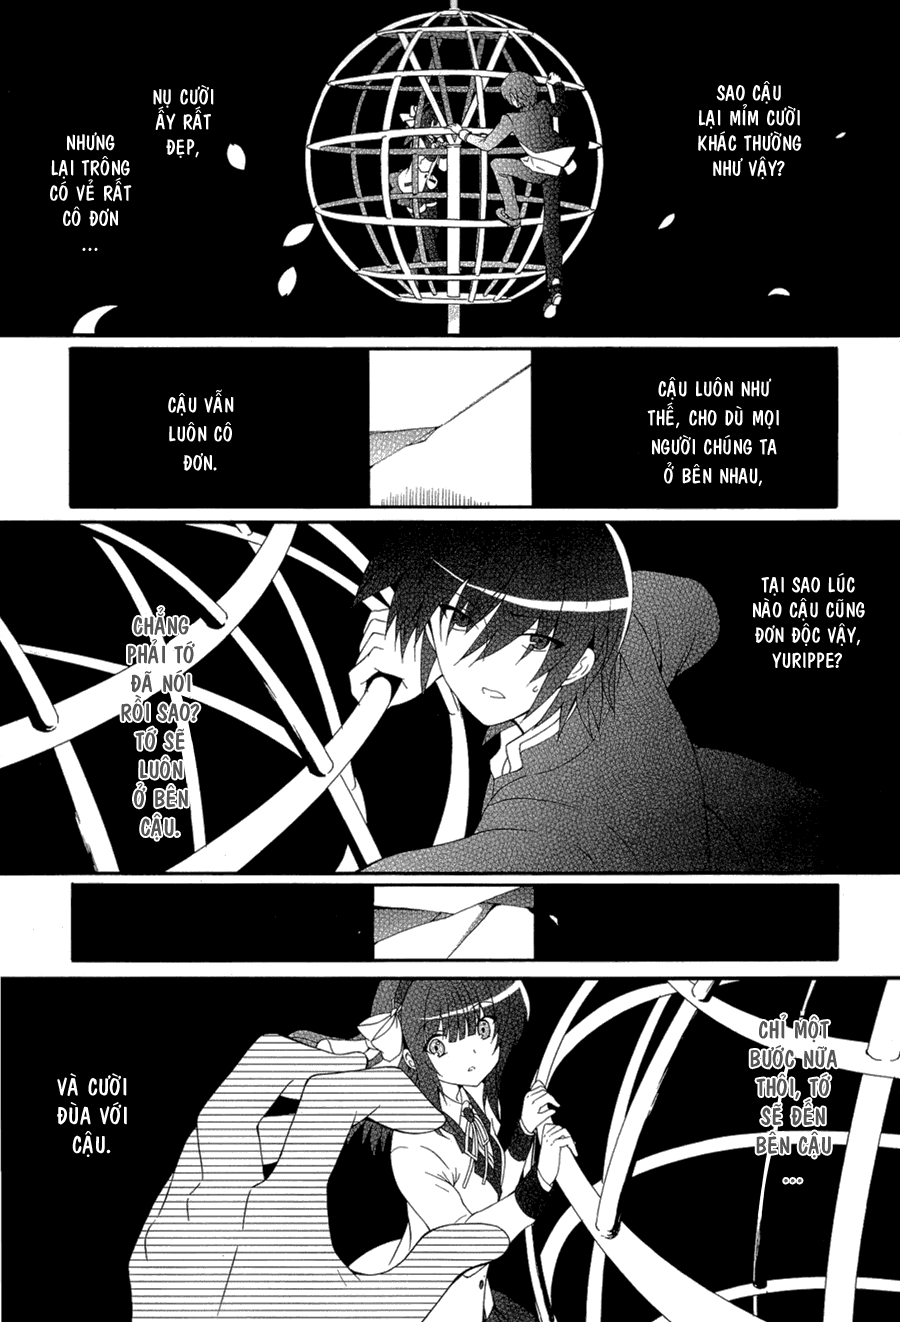 SAO CẬU
LẠI MỈM CƯỜI
KHÁC THƯỜNG
NHƯ VẬY?
NỤ CƯỜI
ẤY RẤT
ĐẸP,
NHƯNG
LẠI TRÔNG
CÓ VẺ RẤT
CÔ ĐƠN
...
CẬU LUÔN NHƯ
THẾ, CHO DÙ MỌI
NGƯỜI CHÚNG TA
Ở BÊN NHAU,
CẬU VẪN
LUÔN CÔ
ĐƠN.
TẠI SAO LÚC
NÀO CẬU CŨNG
ĐƠN ĐỘC VẬY,
YURIPPE?
CHẲNG
PHẢI TỚ
ĐÃ NÓI
RỒI SAO?
TỚ SẼ
LUÔN
Ở BÊN
CẬU.
CHỈ MỘT
BƯỚC NỮA
THÔI, TỚ
SẼ ĐẾN
BÊN CẬU
...
VÀ CƯỜI
ĐÙA VỚI
CẬU.